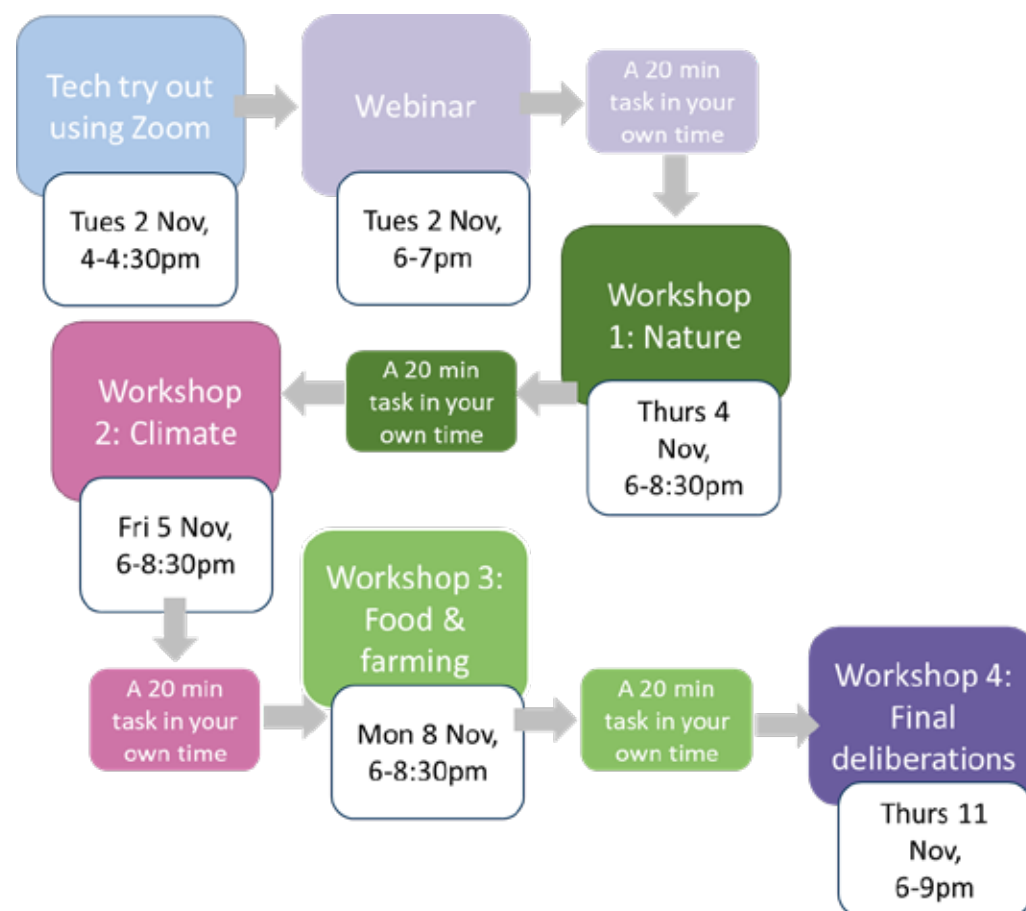 Tech try out
using Zoom
Tues 2 Nov,
4-4:30pm
Webinar
Tues 2 Nov,
6-7pm
A 20 min
task in your
own time
Workshop
1: Nature
Thurs 4
Nov,
6-8:30pm
A 20 min
task in your
own time
Workshop
2: Climate
Fri 5 Nov,
6-8:30pm
A 20 min
task in your
own time
Workshop 3:
Food &
farming
Mon 8 Nov,
6-8:30pm
A 20 min
task in your
own time
Workshop 4:
Final
deliberations
Thurs 11
Nov,
6-9pm